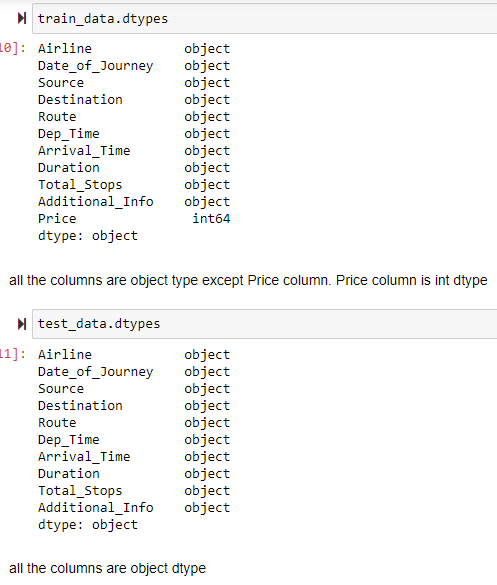 train_data.dtypes
10]: Airline object
Date_of_Journey object
Source object
Destination object
Route object
Dep_Time object
Arrival_Time object
Duration object
Total_Stops object
Additional_Info object
Price int64
dtype: object
all the columns are object type except Price column. Price column is int dtype
test_data.dtypes
11]: Airline object
Date_of_Journey object
Source object
Destination object
Route object
Dep_Time object
Arrival_Time object
Duration object
Total_Stops object
Additional_Info object
dtype: object
all the columns are object dtype